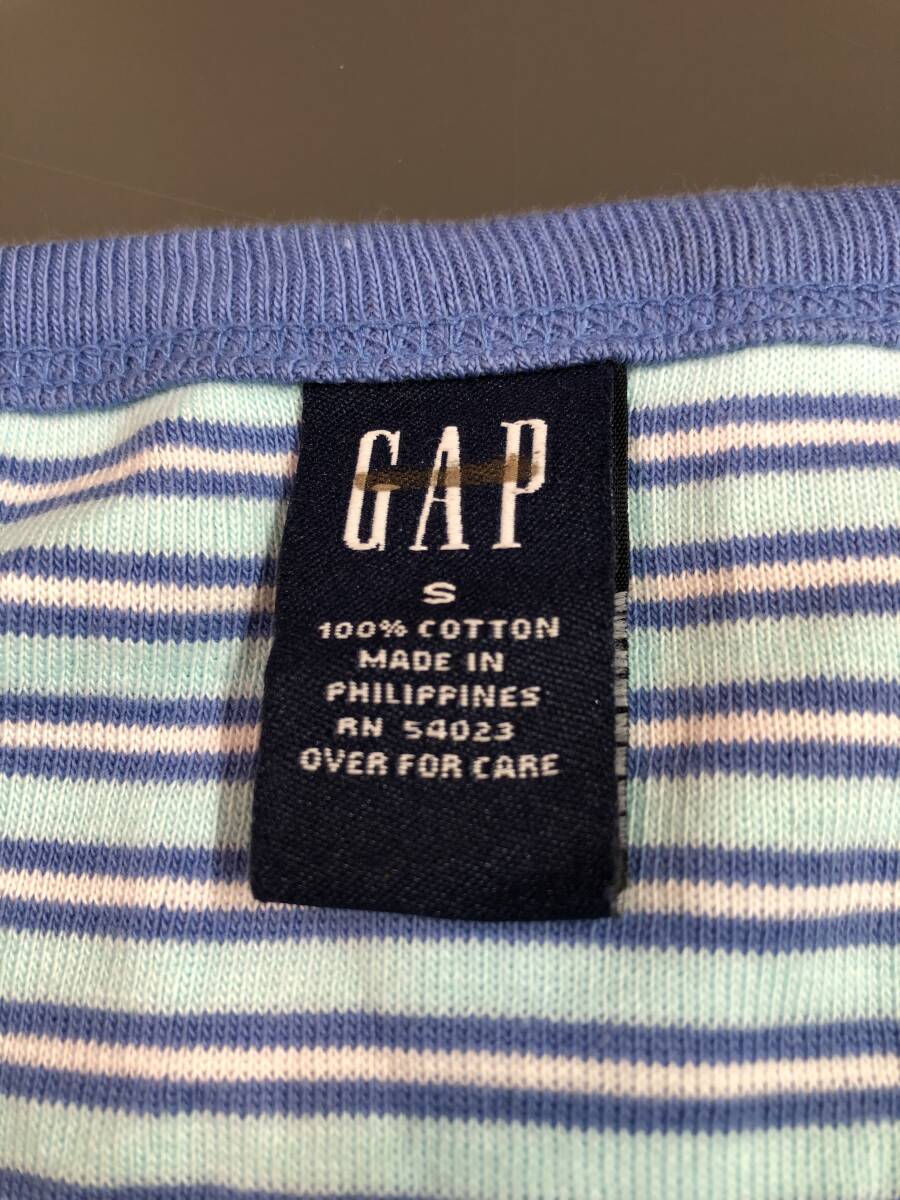 GAP
S
100% COTTON
MADE IN
PHILIPPINES
RN 54023
OVER FOR CARE